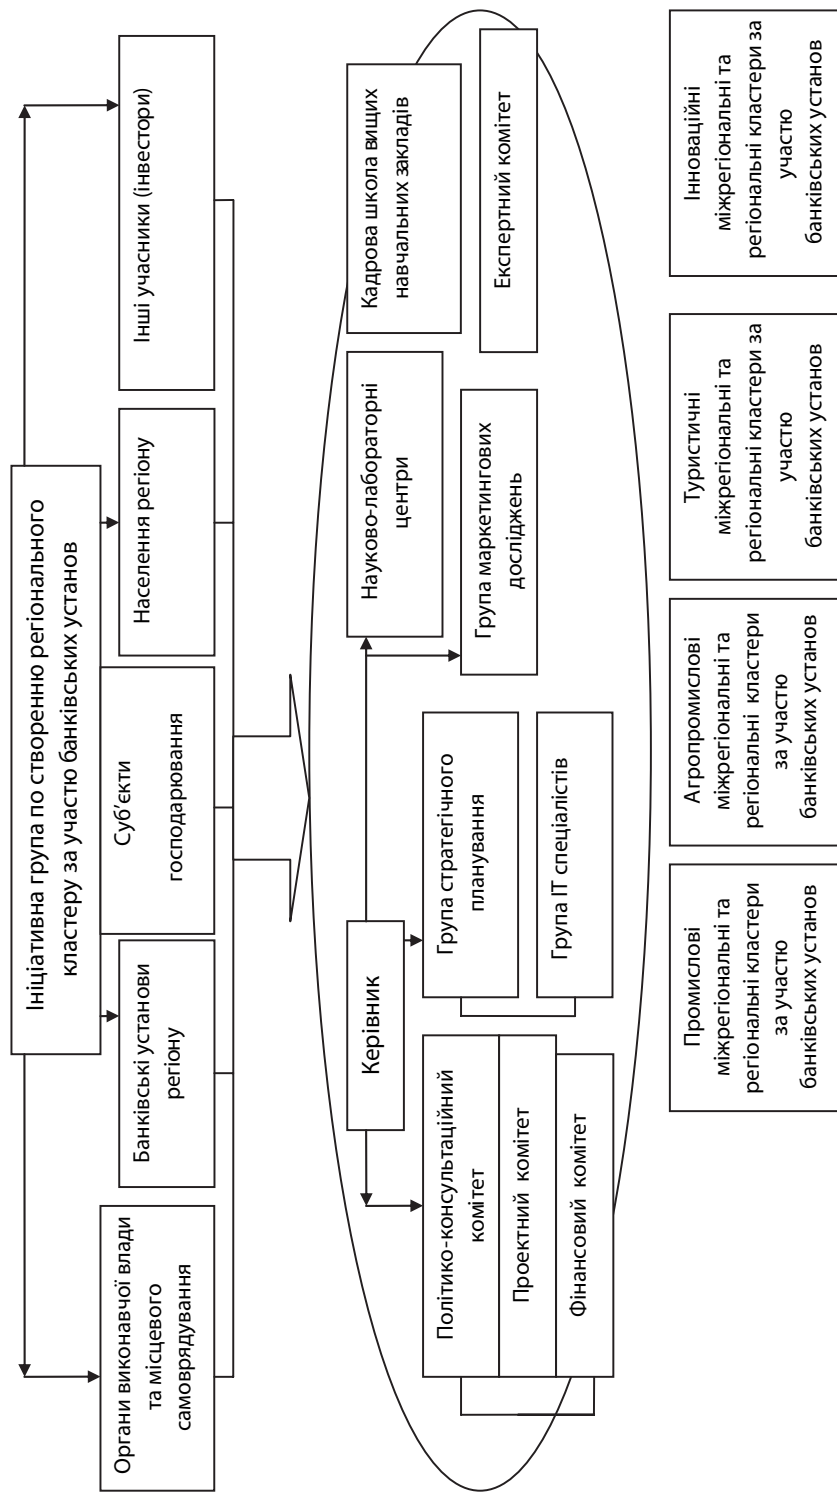 Ініціативна група по створенню регіонального
кластеру за участю банківських установ
Органи виконавчої влади
та місцевого
самоврядування
Банківські установи
регіону
Суб’єкти
господарювання
Населення регіону
Інші учасники (інвестори)
Керівник
Політико-консультаційний
комітет
Проектний комітет
Фінансовий комітет
Група стратегічного
планування
Група ІТ спеціалістів
Науково-лабораторні
центри
Група маркетингових
досліджень
Кадрова школа вищих
навчальних закладів
Експертний комітет
Промислові
міжрегіональні та
регіональні кластери
за участю
банківських установ
Агропромислові
міжрегіональні та
регіональні кластери
за участю
банківських установ
Туристичні
міжрегіональні та
регіональні кластери за
участю
банківських установ
Інноваційні
міжрегіональні та
регіональні кластери за
участю
банківських установ